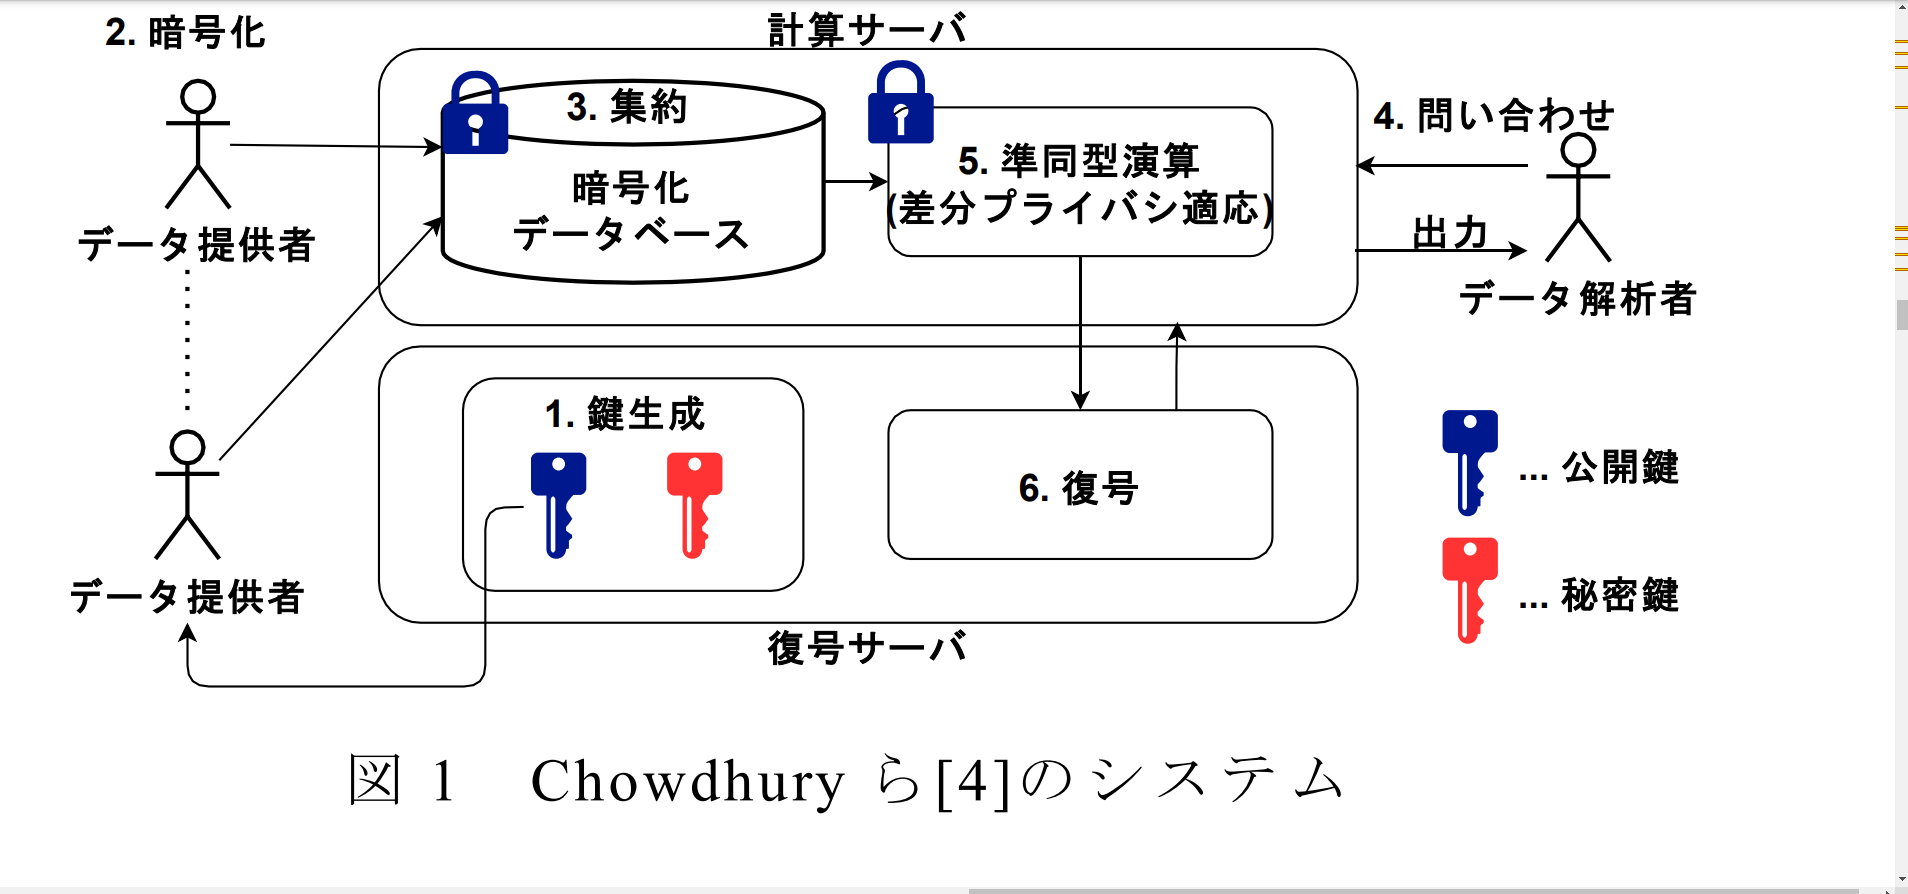 2. 暗号化
計算サーバ
3. 集約
4. 問い合わせ
5. 準同型演算
(差分プライバシ適応)
暗号化
データベース
データ提供者
出力
データ解析者
1. 鍵生成
6. 復号
... 公開鍵
データ提供者
... 秘密鍵
復号サーバ
図 1 Chowdhury ら[4]のシステム